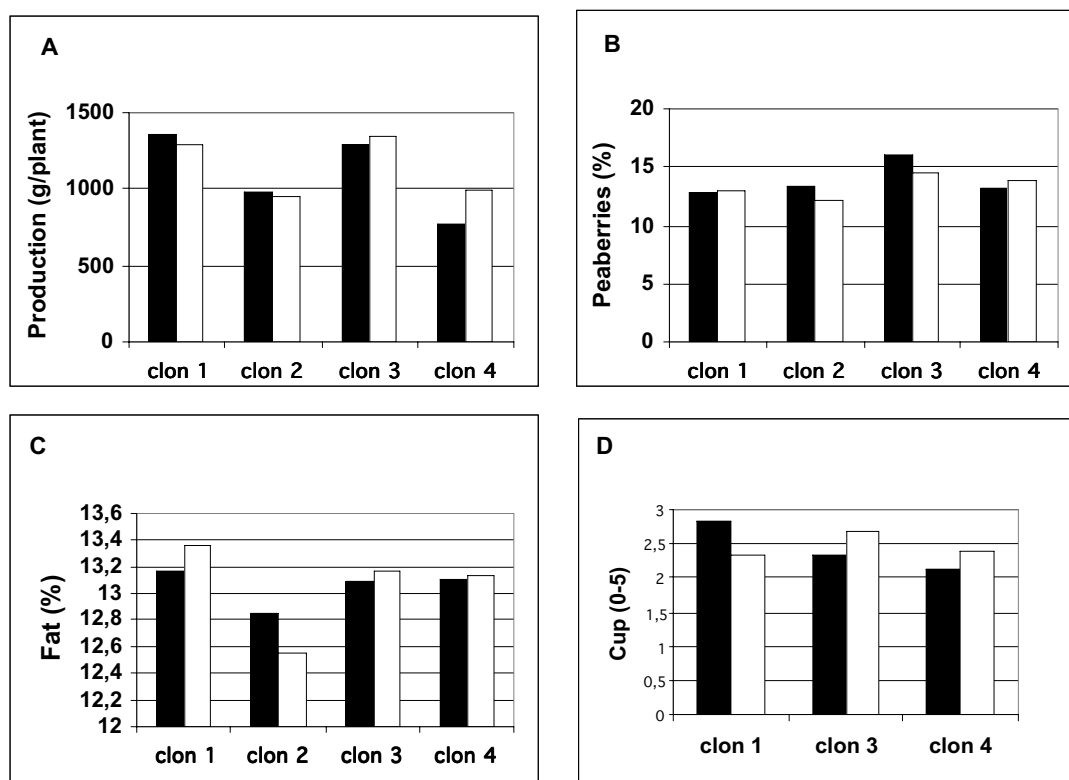 A
Production (g/plant)
1500
1000
500
0
clon 1 clon 2 clon 3 clon 4
B
Peaberries (%)
20
15
10
5
0
clon 1 clon 2 clon 3 clon 4
C
Fat (%)
13,6
13,4
13,2
13
12,8
12,6
12,4
12,2
12
clon 1 clon 2 clon 3 clon 4
D
Cup (0-5)
3
2,5
2
1,5
1
0,5
0
clon 1 clon 3 clon 4